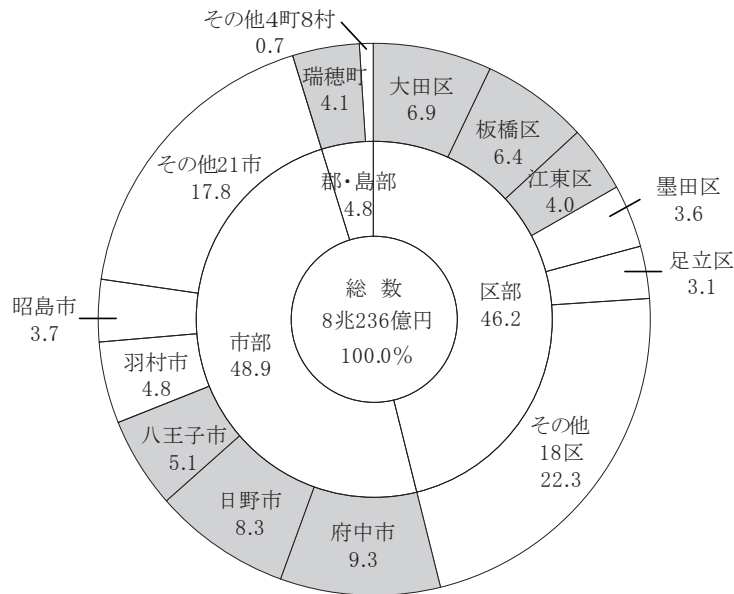 その他4町8村
0.7
瑞穂町
4.1
大田区
6.9
板橋区
6.4
江東区
4.0
墨田区
3.6
足立区
3.1
その他
18区
22.3
府中市
9.3
日野市
8.3
八王子市
5.1
羽村市
4.8
昭島市
3.7
その他21市
17.8
郡・島部
4.8
区部
46.2
市部
48.9
総 数
8兆236億円
100.0%